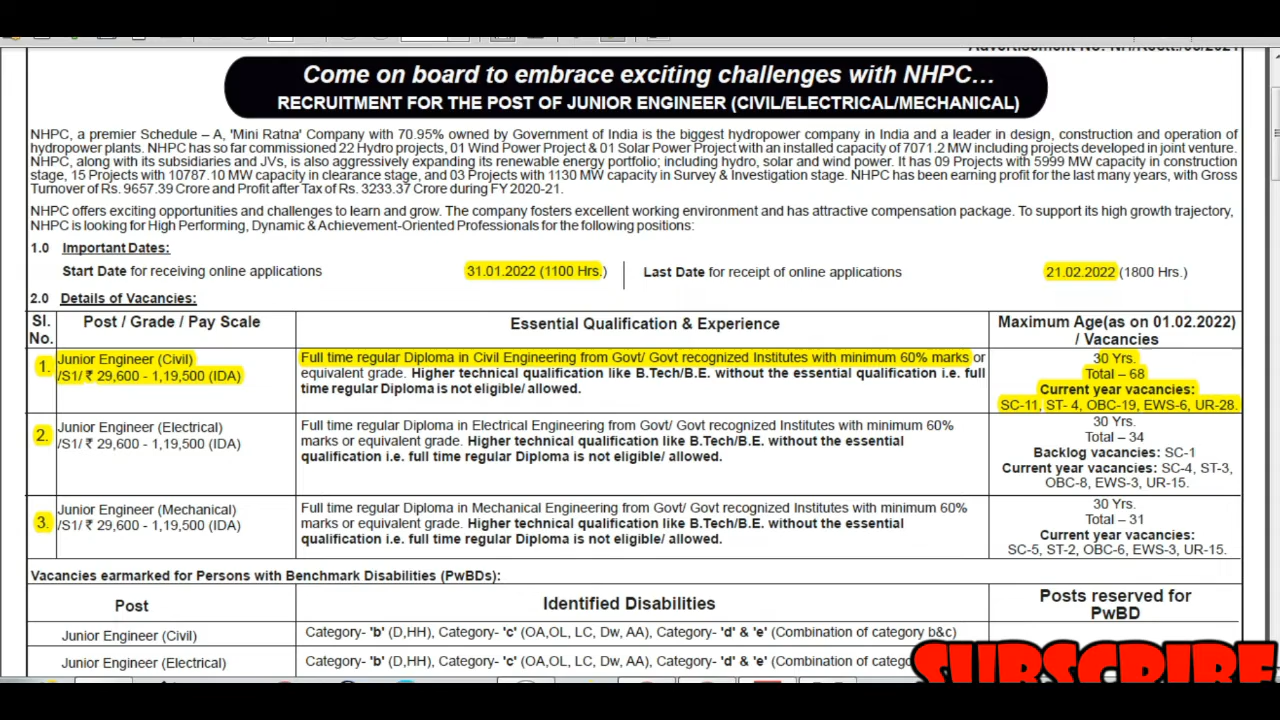 Come on board to embrace exciting challenges with NHPC…
RECRUITMENT FOR THE POST OF JUNIOR ENGINEER (CIVIL/ELECTRICAL/MECHANICAL)
NHPC, a premier Schedule – A, 'Mini Ratna' Company with 70.95% owned by Government of India is the biggest hydropower company in India and a leader in design, construction and operation of
hydropower plants. NHPC has so far commissioned 22 Hydro projects, 01 Wind Power Project & 01 Solar Power Project with an installed capacity of 7071.2 MW including projects developed in joint venture.
NHPC, along with its subsidiaries and JVs, is also aggressively expanding its renewable energy portfolio; including hydro, solar and wind power. It has 09 Projects with 5999 MW capacity in construction
stage, 15 Projects with 10787.10 MW capacity in clearance stage, and 03 Projects with 1130 MW capacity in Survey & Investigation stage. NHPC has been earning profit for the last many years, with Gross
Turnover of Rs. 9657.39 Crore and Profit after Tax of Rs. 3233.37 Crore during FY 2020-21.
NHPC offers exciting opportunities and challenges to learn and grow. The company fosters excellent working environment and has attractive compensation package. To support its high growth trajectory,
NHPC is looking for High Performing, Dynamic & Achievement-Oriented Professionals for the following positions:
1.0 Important Dates:
Start Date for receiving online applications 31.01.2022 (1100 Hrs.) Last Date for receipt of online applications 21.02.2022 (1800 Hrs.)
2.0 Details of Vacancies:
Sl. No. Post / Grade / Pay Scale Essential Qualification & Experience Maximum Age(as on 01.02.2022) / Vacancies
1. Junior Engineer (Civil)
/S1/ ₹ 29,600 - 1,19,500 (IDA)
Full time regular Diploma in Civil Engineering from Govt/ Govt recognized Institutes with minimum 60% marks or
equivalent grade. Higher technical qualification like B.Tech/B.E. without the essential qualification i.e. full
time regular Diploma is not eligible/ allowed.
30 Yrs.
Total – 68
Current year vacancies:
SC-11, ST- 4, OBC-19, EWS-6, UR-28.
2. Junior Engineer (Electrical)
/S1/ ₹ 29,600 - 1,19,500 (IDA)
Full time regular Diploma in Electrical Engineering from Govt/ Govt recognized Institutes with minimum 60%
marks or equivalent grade. Higher technical qualification like B.Tech/B.E. without the essential
qualification i.e. full time regular Diploma is not eligible/ allowed.
30 Yrs.
Total – 34
Backlog vacancies: SC-1
Current year vacancies: SC-4, ST-3,
OBC-8, EWS-3, UR-15.
3. Junior Engineer (Mechanical)
/S1/ ₹ 29,600 - 1,19,500 (IDA)
Full time regular Diploma in Mechanical Engineering from Govt/ Govt recognized Institutes with minimum 60%
marks or equivalent grade. Higher technical qualification like B.Tech/B.E. without the essential
qualification i.e. full time regular Diploma is not eligible/ allowed.
30 Yrs.
Total – 31
Current year vacancies:
SC-5, ST-2, OBC-6, EWS-3, UR-15.
Vacancies earmarked for Persons with Benchmark Disabilities (PwBDs):
Post Identified Disabilities Posts reserved for PwBD
Junior Engineer (Civil) Category- 'b' (D,HH), Category- 'c' (OA,OL, LC, Dw, AA), Category- 'd' & 'e' (Combination of category b&c)
Junior Engineer (Electrical) Category- 'b' (D,HH), Category- 'c' (OA,OL, LC, Dw, AA), Category- 'd' & 'e' (Combination of
SUBSCRIBE